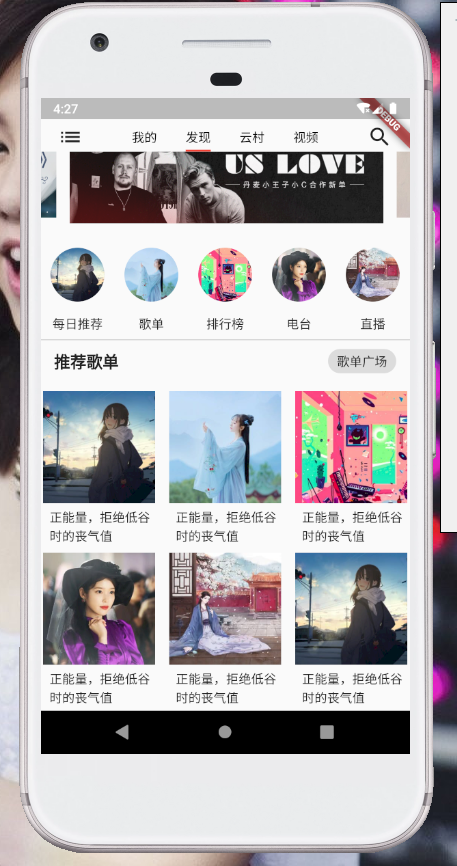 4:27
DEBUG
我的 发现 云村 视频
US LOVE
丹麦小王子小C合作新单
每日推荐 歌单 排行榜 电台 直播
推荐歌单 歌单广场
正能量，拒绝低谷 正能量，拒绝低谷 正能量，拒绝低谷
时的丧气值 时的丧气值 时的丧气值
正能量，拒绝低谷 正能量，拒绝低谷 正能量，拒绝低谷
时的丧气值 时的丧气值 时的丧气值